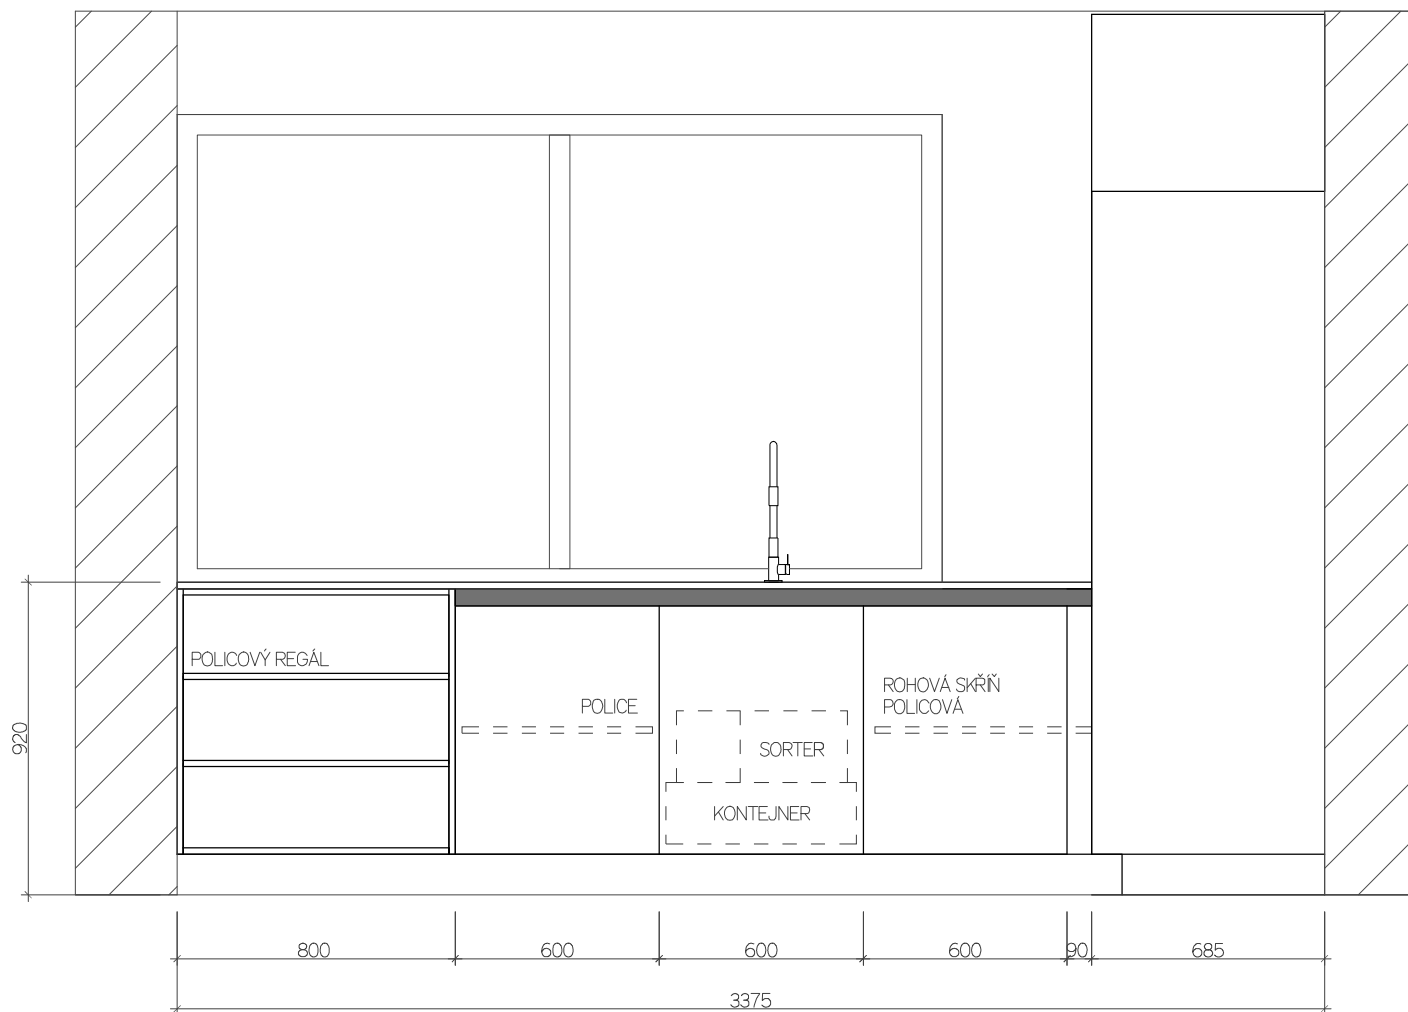 POLICOVÝ REGÁL
ROHOVÁ SKŘÍŇ
POLICOVÁ
POLICE
SORTER
KONTEJNER
920
800
600
600
600
90
685
3375